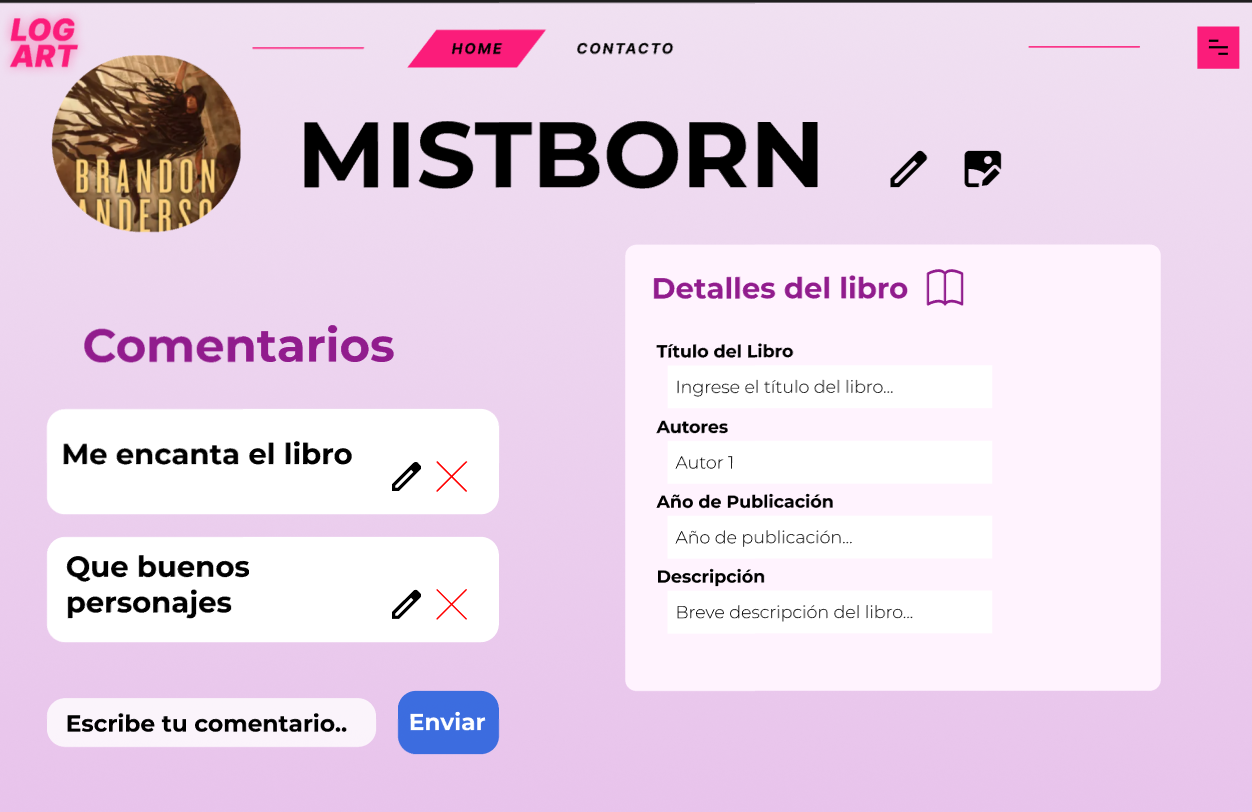 LOG
ART
HOME
CONTACTO
BRANDON
ANDERSO
MISTBORN
Comentarios
Me encanta el libro
Que buenos
personajes
Escribe tu comentario..
Enviar
Detalles del libro
Título del Libro
Ingrese el título del libro...
Autores
Autor 1
Año de Publicación
Año de publicación...
Descripción
Breve descripción del libro...